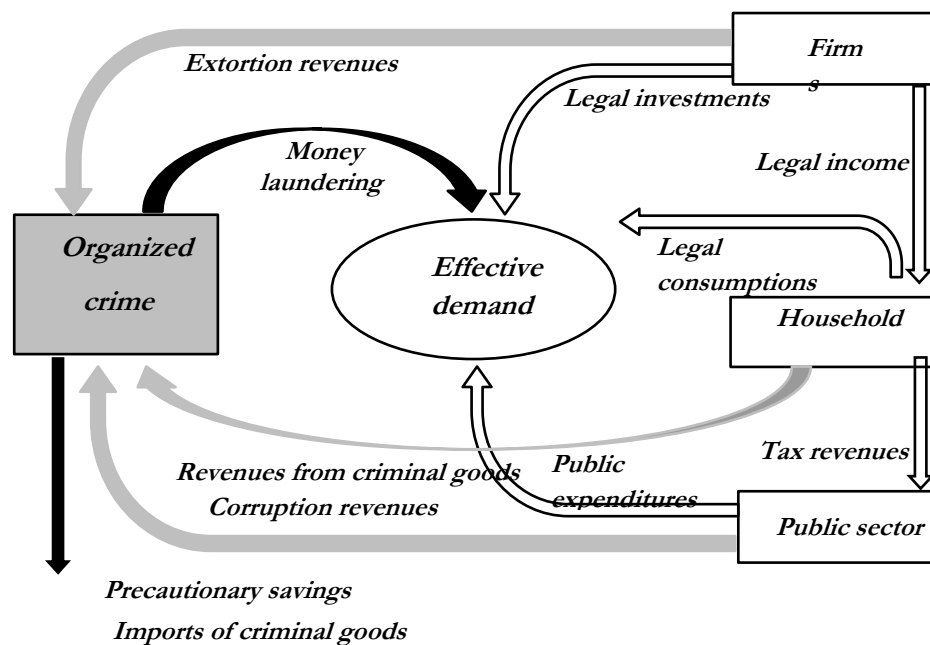 Firm
s
Extortion revenues
Legal investments
Money
laundering
Legal income
Organized
crime
Effective
demand
Legal
consumptions
Household
Tax revenues
Revenues from criminal goods
Corruption revenues
Public
expenditures
Public sector
Precautionary savings
Imports of criminal goods